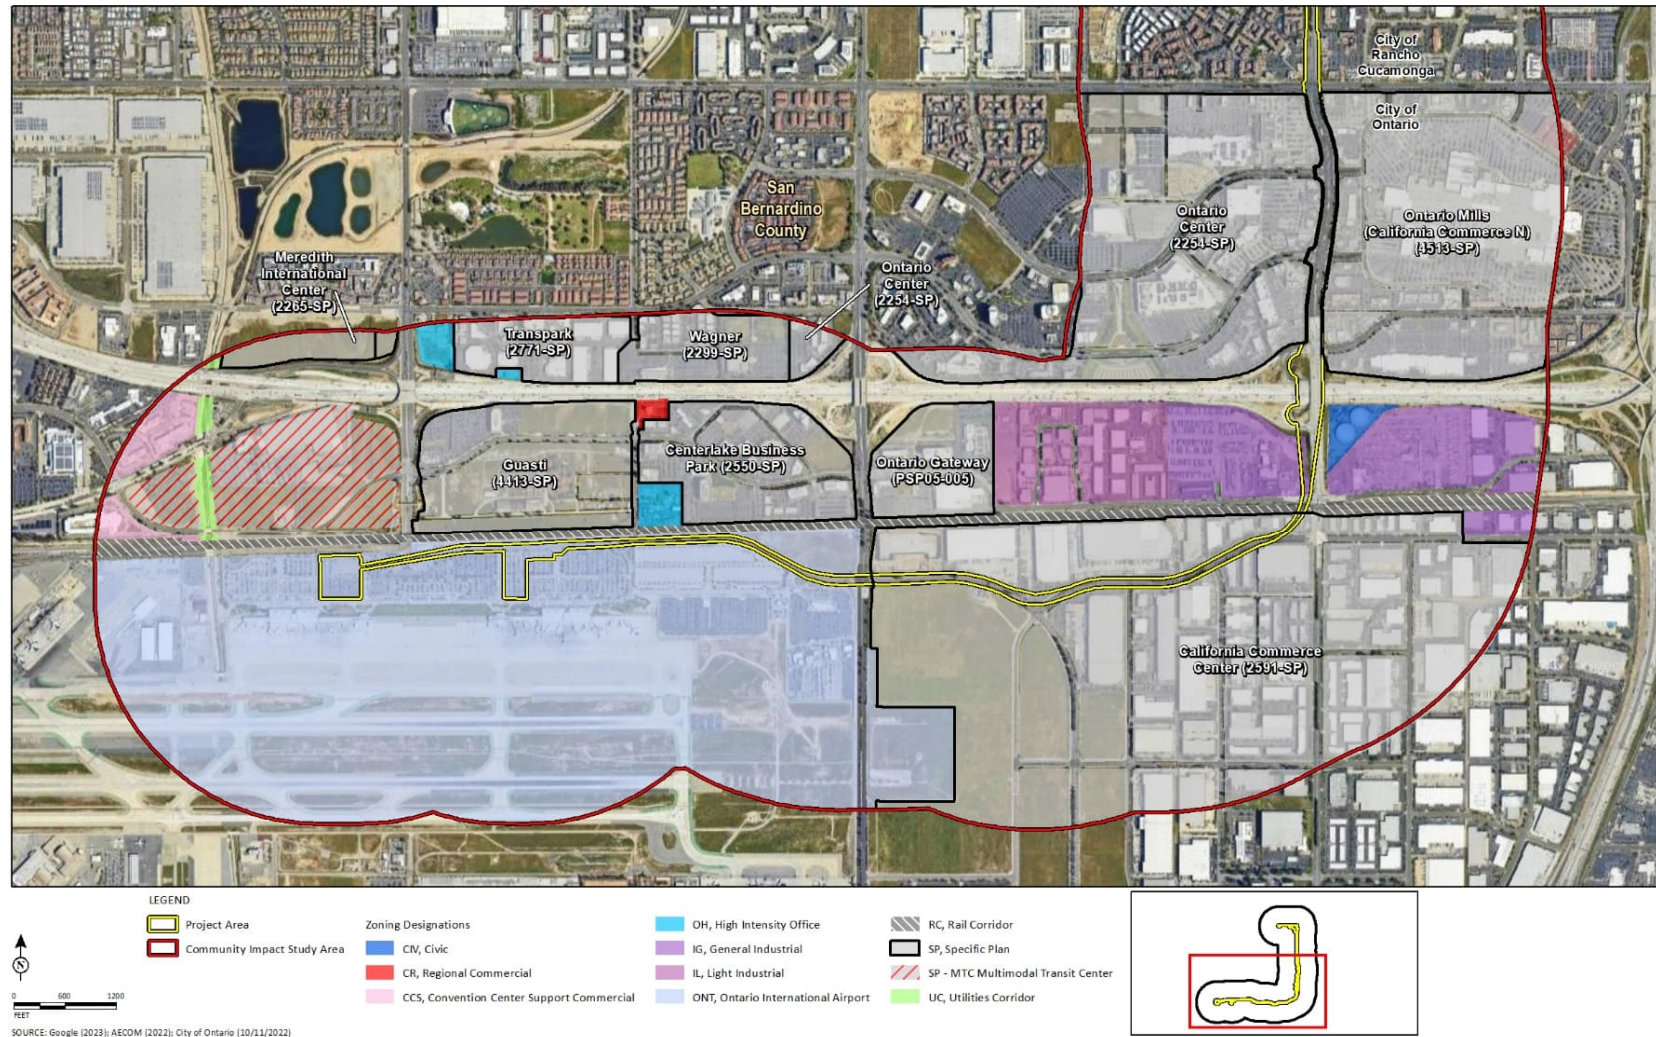 City of
Rancho
Cucamonga
City of
Ontario
San
Bernardino
County
Ontario
Center
(2254-SP)
Ontario Mills
(California Commerce N)
(4513-SP)
Meredith
International
Center
(2265-SP)
Ontario
Center
(2254-SP)
Transpark
(2771-SP)
Wagner
(2299-SP)
Guasti
(4413-SP)
Centerlake Business
Park (2550-SP)
Ontario Gateway
(PSP05-005)
California Commerce
Center (2591-SP)
LEGEND
Project Area
Community Impact Study Area
Zoning Designations
CIV, Civic
CR, Regional Commercial
CCS, Convention Center Support Commercial
OH, High Intensity Office
IG, General Industrial
IL, Light Industrial
ONT, Ontario International Airport
RC, Rail Corridor
SP, Specific Plan
SP - MTC Multimodal Transit Center
UC, Utilities Corridor
N
0 600 1200
FEET
SOURCE: Google (2023); AECOM (2022); City of Ontario (10/11/2022)